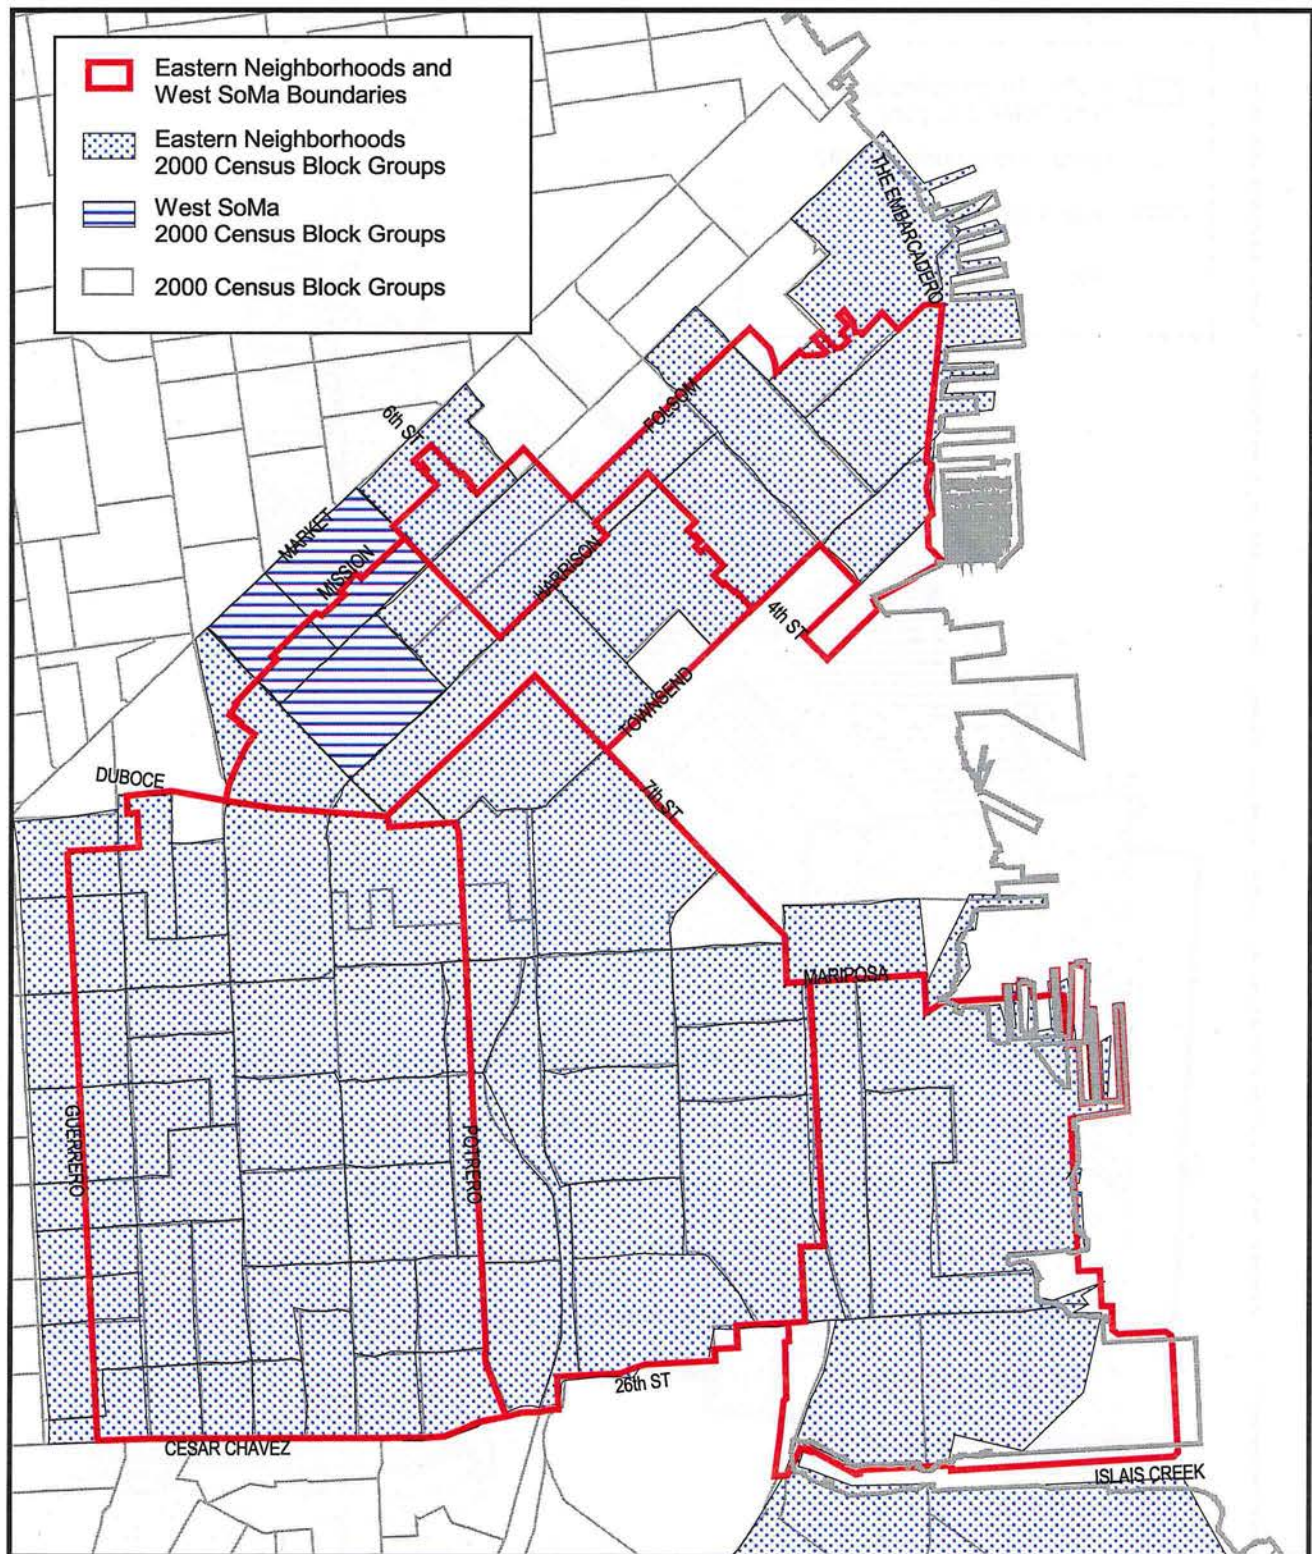 Eastern Neighborhoods and
West SoMa Boundaries
Eastern Neighborhoods
2000 Census Block Groups
West SoMa
2000 Census Block Groups
2000 Census Block Groups
THE EMBARCADERO
FOLSOM
6th ST
MARKET
MISSION
HARRISON
4th ST
TOWNSEND
DUBOCE
7th ST
MARIPOSA
GUERRERO
POTRERO
26th ST
CESAR CHAVEZ
ISLAIS CREEK